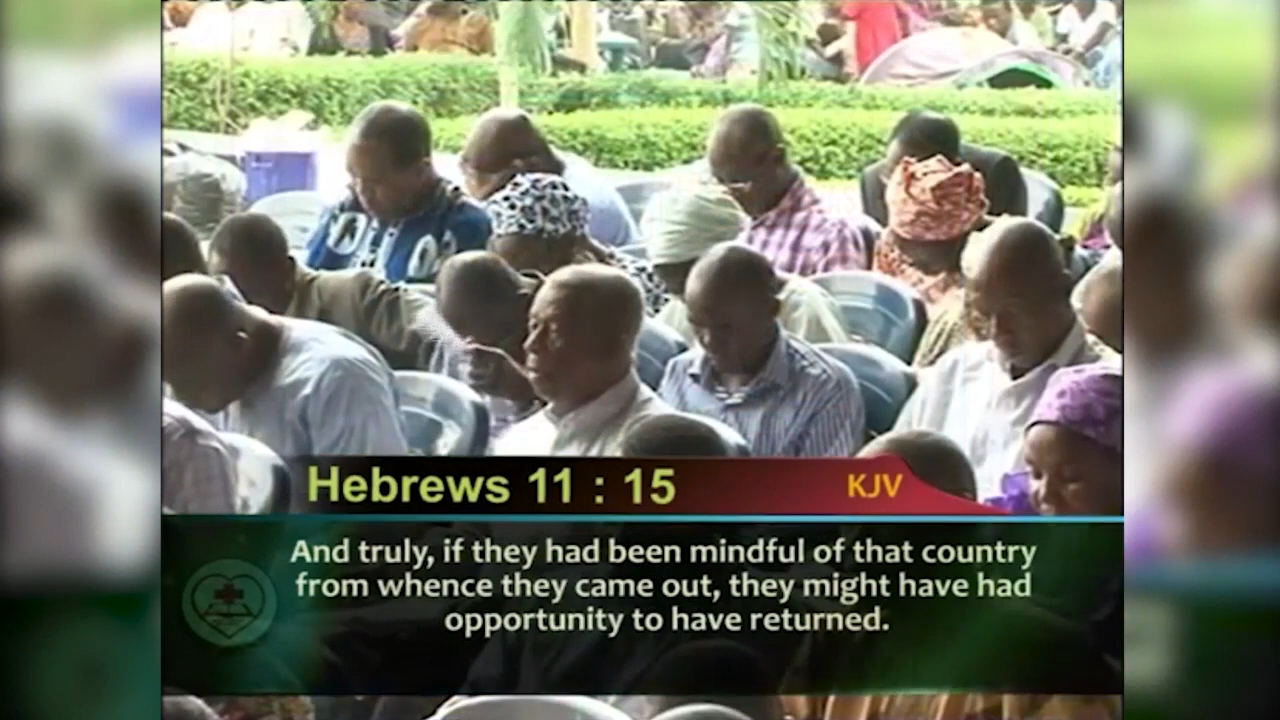 Hebrews 11 : 15
KJV
And truly, if they had been mindful of that country
from whence they came out, they might have had
opportunity to have returned.